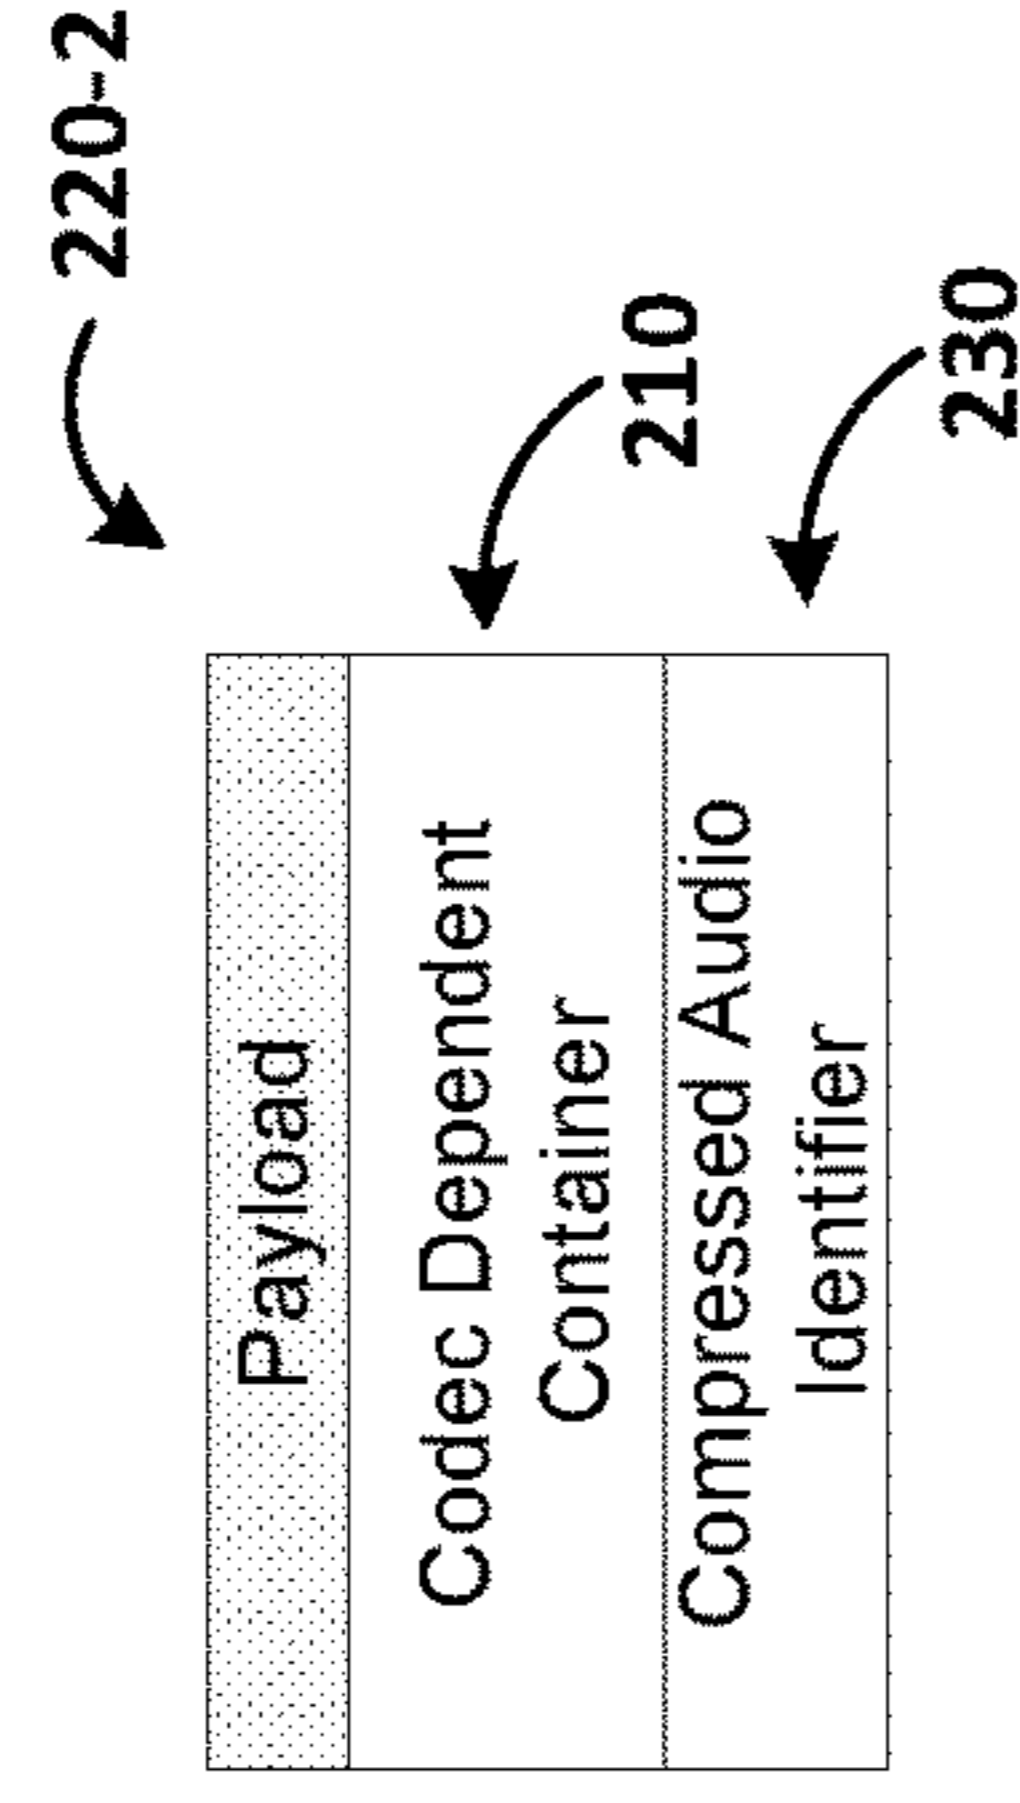 220-2
Payload
Codec Dependent
Container
210
Compressed Audio
Identifier
230